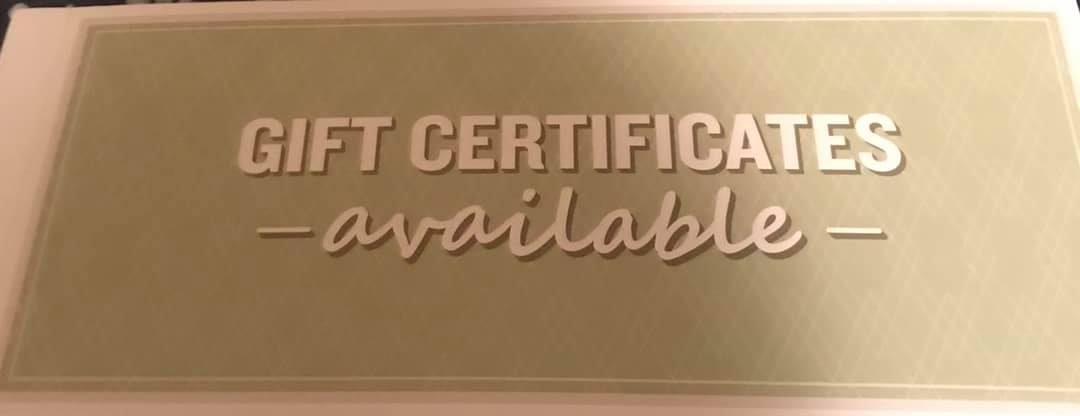 GIFT CERTIFICATES
— available —